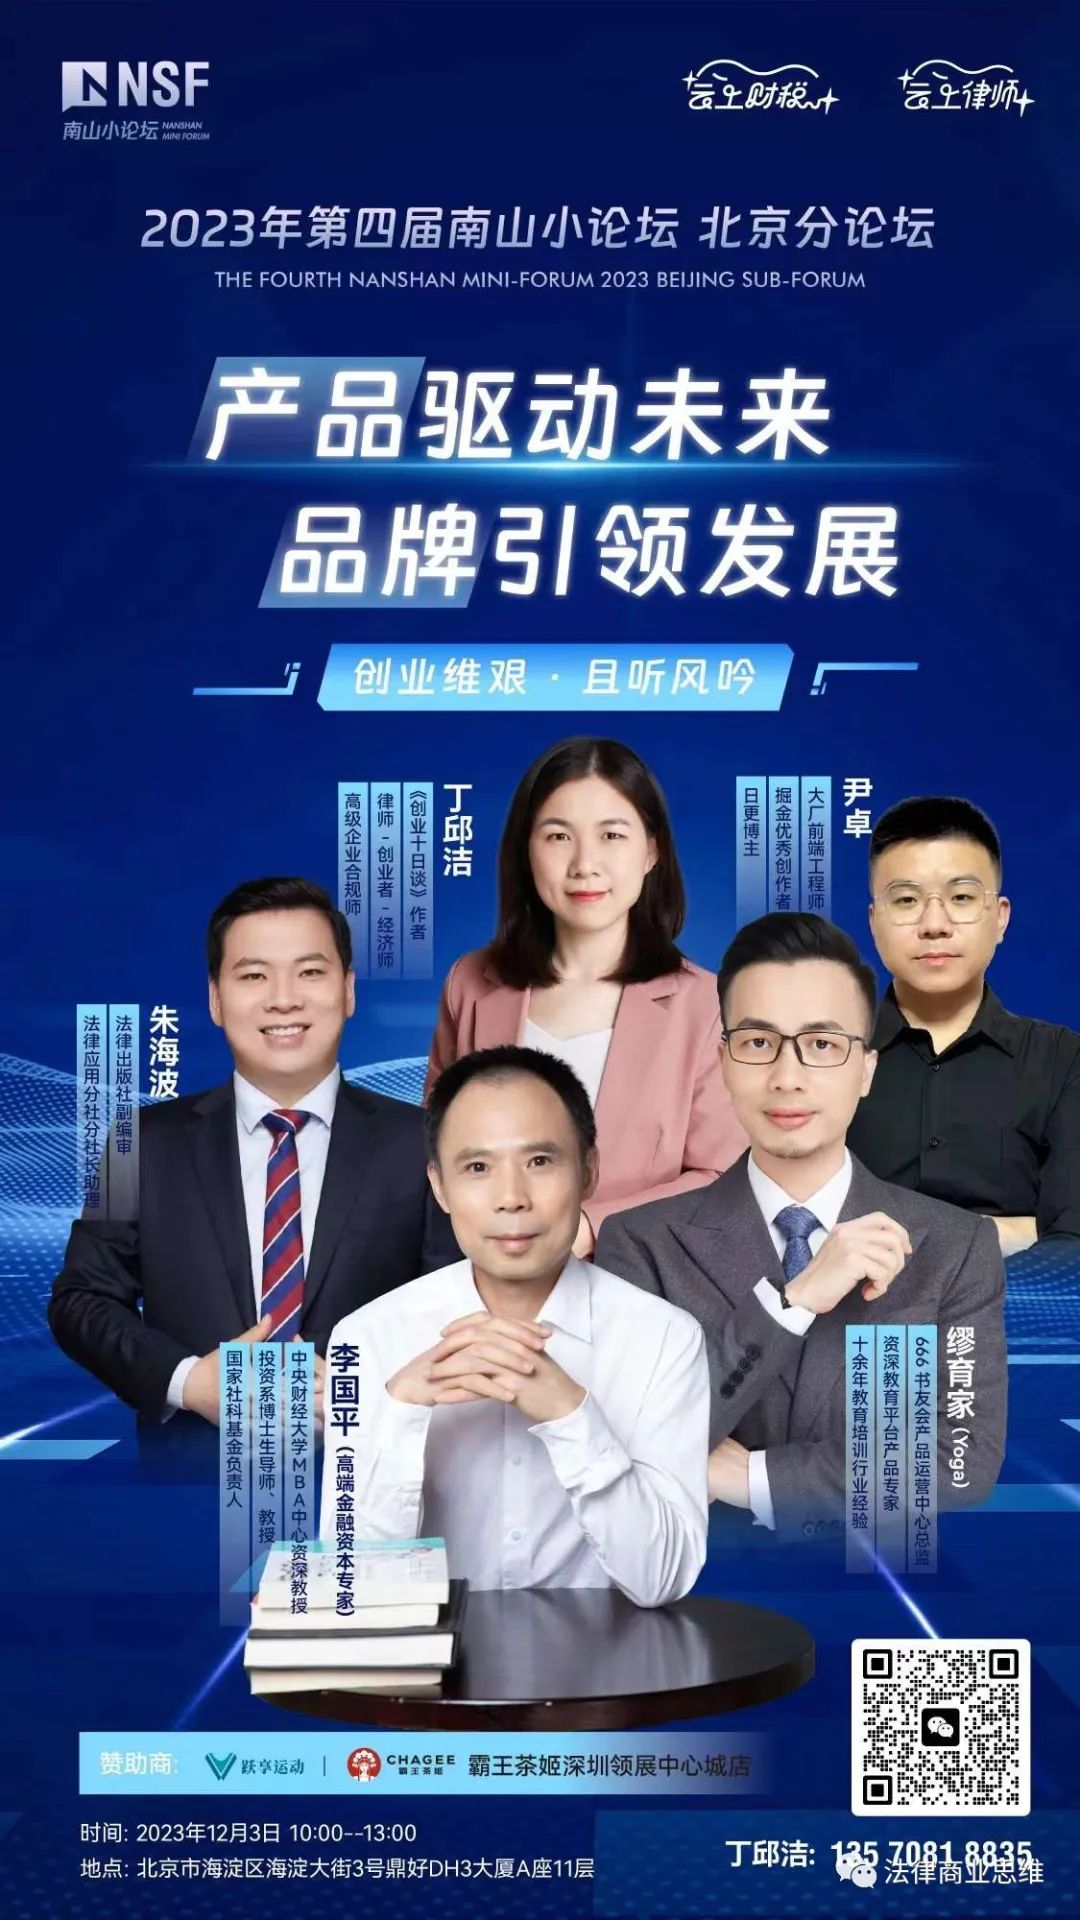 NSF
南山小论坛 NANSHAN MINI FORUM
云上财税
云上律师
2023年第四届南山小论坛 北京分论坛
THE FOURTH NANSHAN MINI-FORUM 2023 BEIJING SUB-FORUM
产品驱动未来
品牌引领发展
创业维艰·且听风吟
丁邱洁
《创业十日谈》作者
律师-创业者-经济师
高级企业合规师
尹卓
大厂前端工程师
掘金优秀创作者
日更博主
朱海波
法律出版社副编审
法律应用分社分社长助理
李国平(高端金融资本专家)
中央财经大学MBA中心资深教授
投资系博士生导师、教授
国家社科基金负责人
缪育家(Yoga)
666 书友会产品运营中心总监
资深教育平台产品专家
十余年教育培训行业经验
赞助商: 跃享运动 | CHAGEE 霸王茶姬 霸王茶姬深圳领展中心城店
时间: 2023年12月3日 10:00--13:00
地点: 北京市海淀区海淀大街3号鼎好DH3大厦A座11层
丁邱洁: 135 7081 8835
法律商业思维